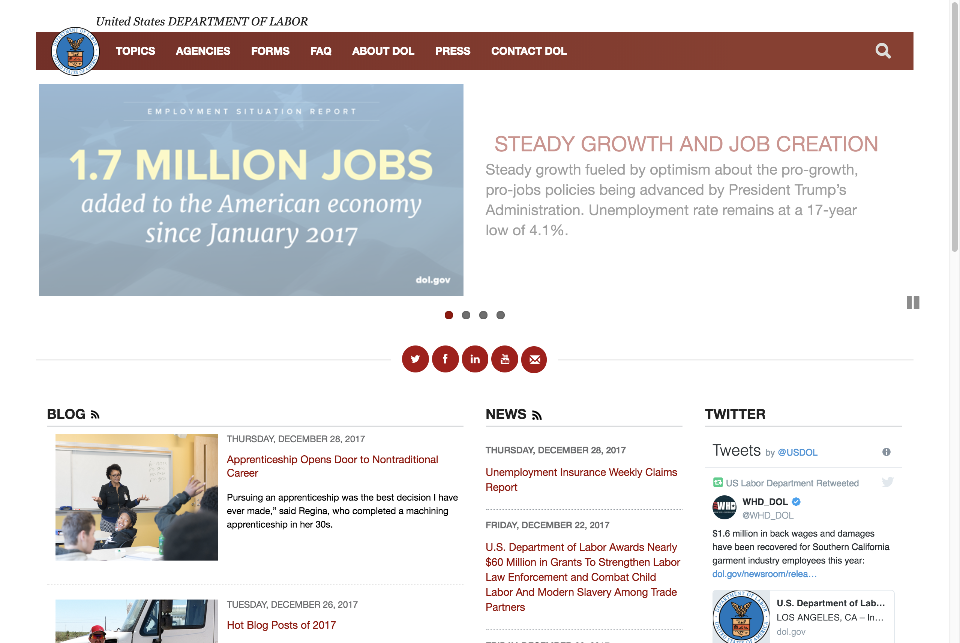 United States DEPARTMENT OF LABOR
TOPICS AGENCIES FORMS FAQ ABOUT DOL PRESS CONTACT DOL
EMPLOYMENT SITUATION REPORT
1.7 MILLION JOBS
added to the American economy
since January 2017
dol.gov
STEADY GROWTH AND JOB CREATION
Steady growth fueled by optimism about the pro-growth,
pro-jobs policies being advanced by President Trump's
Administration. Unemployment rate remains at a 17-year
low of 4.1%.
BLOG
THURSDAY, DECEMBER 28, 2017
Apprenticeship Opens Door to Nontraditional
Career
Pursuing an apprenticeship was the best decision I have
ever made," said Regina, who completed a machining
apprenticeship in her 30s.
TUESDAY, DECEMBER 26, 2017
Hot Blog Posts of 2017
NEWS
THURSDAY, DECEMBER 28, 2017
Unemployment Insurance Weekly Claims
Report
FRIDAY, DECEMBER 22, 2017
U.S. Department of Labor Awards Nearly
$60 Million in Grants To Strengthen Labor
Law Enforcement and Combat Child
Labor And Modern Slavery Among Trade
Partners
TWITTER
Tweets by @USDOL
US Labor Department Retweeted
WHD
WHD_DOL
@WHD_DOL
$1.6 million in back wages and damages
have been recovered for Southern California
garment industry employees this year:
dol.gov/newsroom/relea…
U.S. Department of Lab...
LOS ANGELES, CA – In...
dol.gov